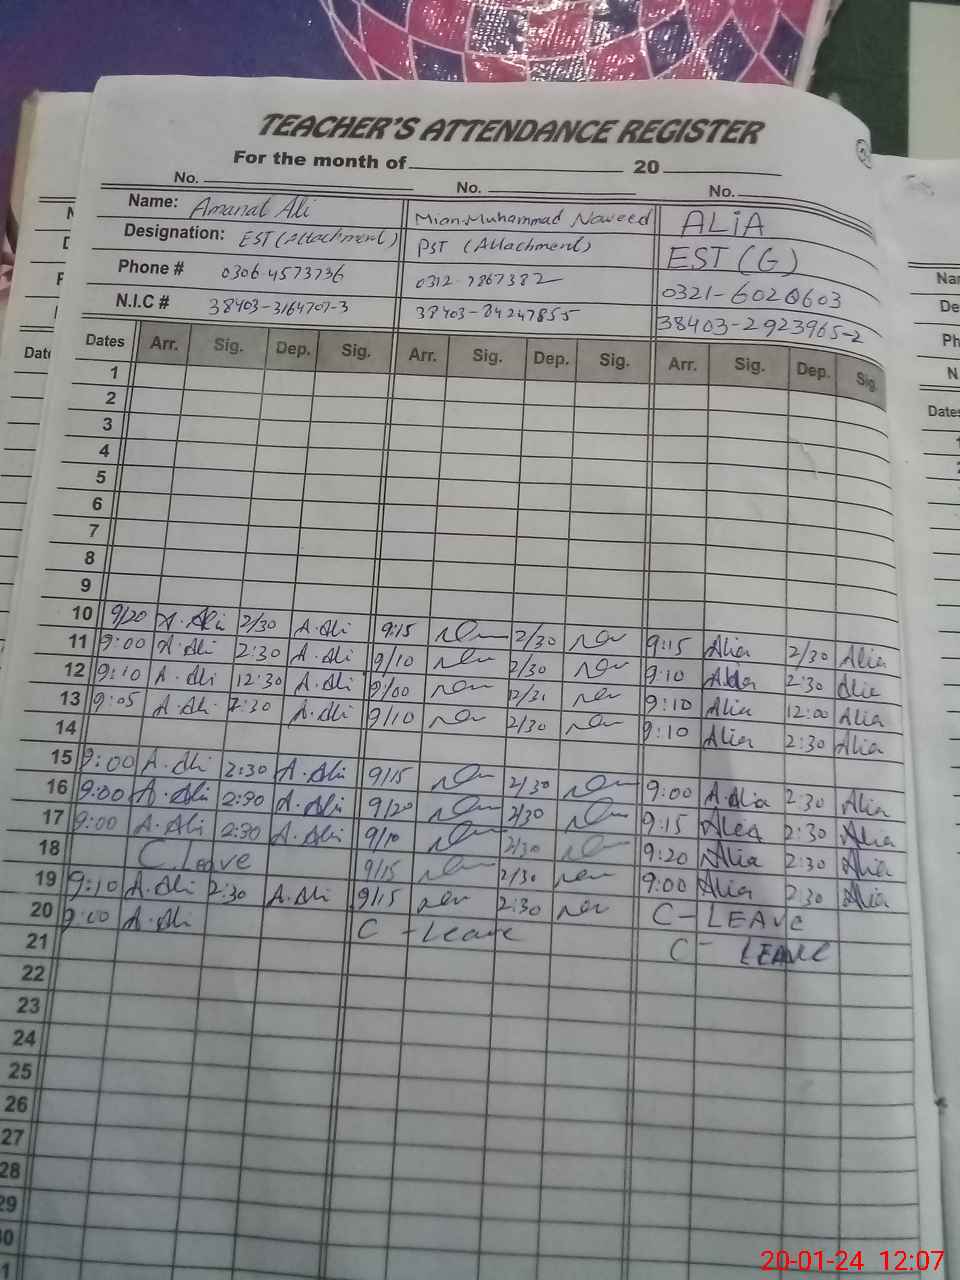 TEACHER'S ATTENDANCE REGISTER
For the month of 20
No. No. No.
Name: Amanat Ali Mian Muhammad Naweed ALiA
Designation: EST (Attachment) PST (Attachment) EST (G)
Phone # 0306-4573736 0312-7867382 0321-6020603
N.I.C # 38403-3164707-3 38403-84247855 38403-2923965-2
Dates Arr. Sig. Dep. Sig. Arr. Sig. Dep. Sig. Arr. Sig. Dep. Sig.
1
2
3
4
5
6
7
8
9
10 9/20 A.Ali 2/30 A.Ali 9:15 2/30 9:15 Alia 2/30 Alia
11 9:00 A.Ali 2:30 A.Ali 9/10 2/30 9:10 Alia 2:30 Alia
12 9:10 A.Ali 12:30 A.Ali 9/00 9:10 Alia 12:00 Alia
13 9:05 A.Ali 2:30 A.Ali 9/10 2/30 9:10 Alia 2:30 Alia
14
15 9:00 A.Ali 2:30 A.Ali 9/15 2/30 9:00 A.Alia 2:30 Alia
16 9:00 A.Ali 2:30 A.Ali 9/20 2/30 9:15 Alia 2:30 Alia
17 9:00 A.Ali 2:30 A.Ali 9/10 2/30 9:20 Alia 2:30 Alia
18 C.Leave 9/15 2/30 9:00 Alia 2:30 Alia
19 9:10 A.Ali 2:30 A.Ali 9/15 2:30 C-LEAVE
20 9:00 A.Ali C-Leave C-LEAVE
21
22
23
24
25
26
27
28
29
30
Dates
20-01-24 12:07